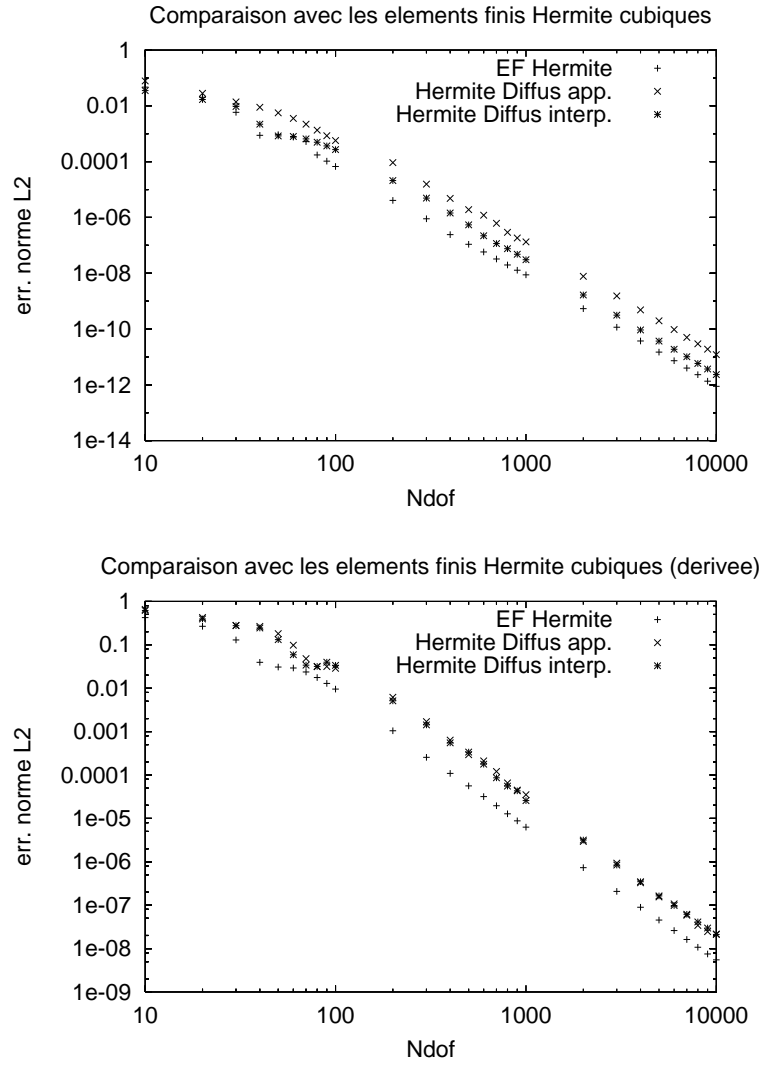 Comparaison avec les elements finis Hermite cubiques
1
0.01
0.0001
1e-06
1e-08
1e-10
1e-12
1e-14
err. norme L2
EF Hermite
Hermite Diffus app.
Hermite Diffus interp.
10 100 1000 10000
Ndof
Comparaison avec les elements finis Hermite cubiques (derivee)
1
0.1
0.01
0.001
0.0001
1e-05
1e-06
1e-07
1e-08
1e-09
err. norme L2
EF Hermite
Hermite Diffus app.
Hermite Diffus interp.
10 100 1000 10000
Ndof